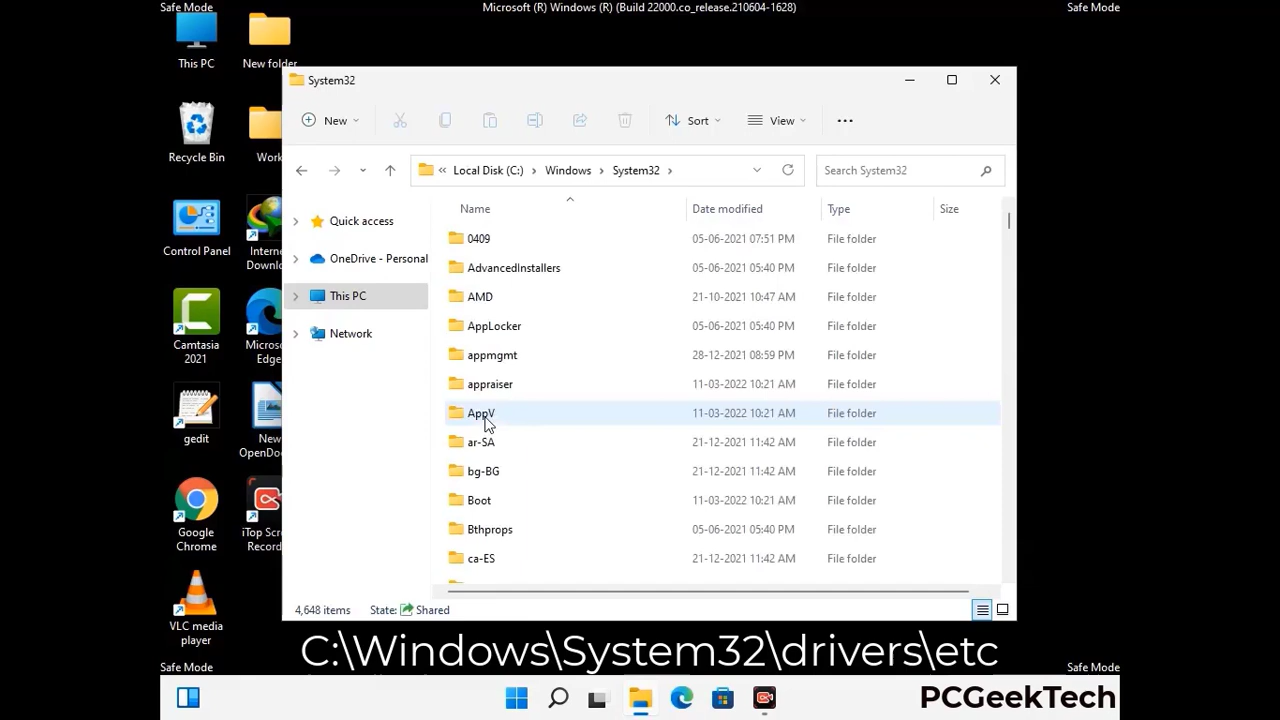 Safe Mode
Microsoft (R) Windows (R) (Build 22000.co_release.210604-1628)
Safe Mode
This PC
New folder
Recycle Bin
Work
Control Panel
Internet
Downlo
Camtasia
2021
Micros
Edge
gedit
New
OpenDoc
Google
Chrome
iTop Scre
Record
VLC media
player
System32
New
Sort
View
Local Disk (C:)
Windows
System32
Search System32
Quick access
OneDrive - Personal
This PC
Network
Name
Date modified
Type
Size
0409 05-06-2021 07:51 PM File folder
AdvancedInstallers 05-06-2021 05:40 PM File folder
AMD 21-10-2021 10:47 AM File folder
AppLocker 05-06-2021 05:40 PM File folder
appmgmt 28-12-2021 08:59 PM File folder
appraiser 11-03-2022 10:21 AM File folder
AppV 11-03-2022 10:21 AM File folder
ar-SA 21-12-2021 11:42 AM File folder
bg-BG 21-12-2021 11:42 AM File folder
Boot 11-03-2022 10:21 AM File folder
Bthprops 05-06-2021 05:40 PM File folder
ca-ES 21-12-2021 11:42 AM File folder
4,648 items State: Shared
C:\Windows\System32\drivers\etc
Safe Mode
Safe Mode
PCGeekTech